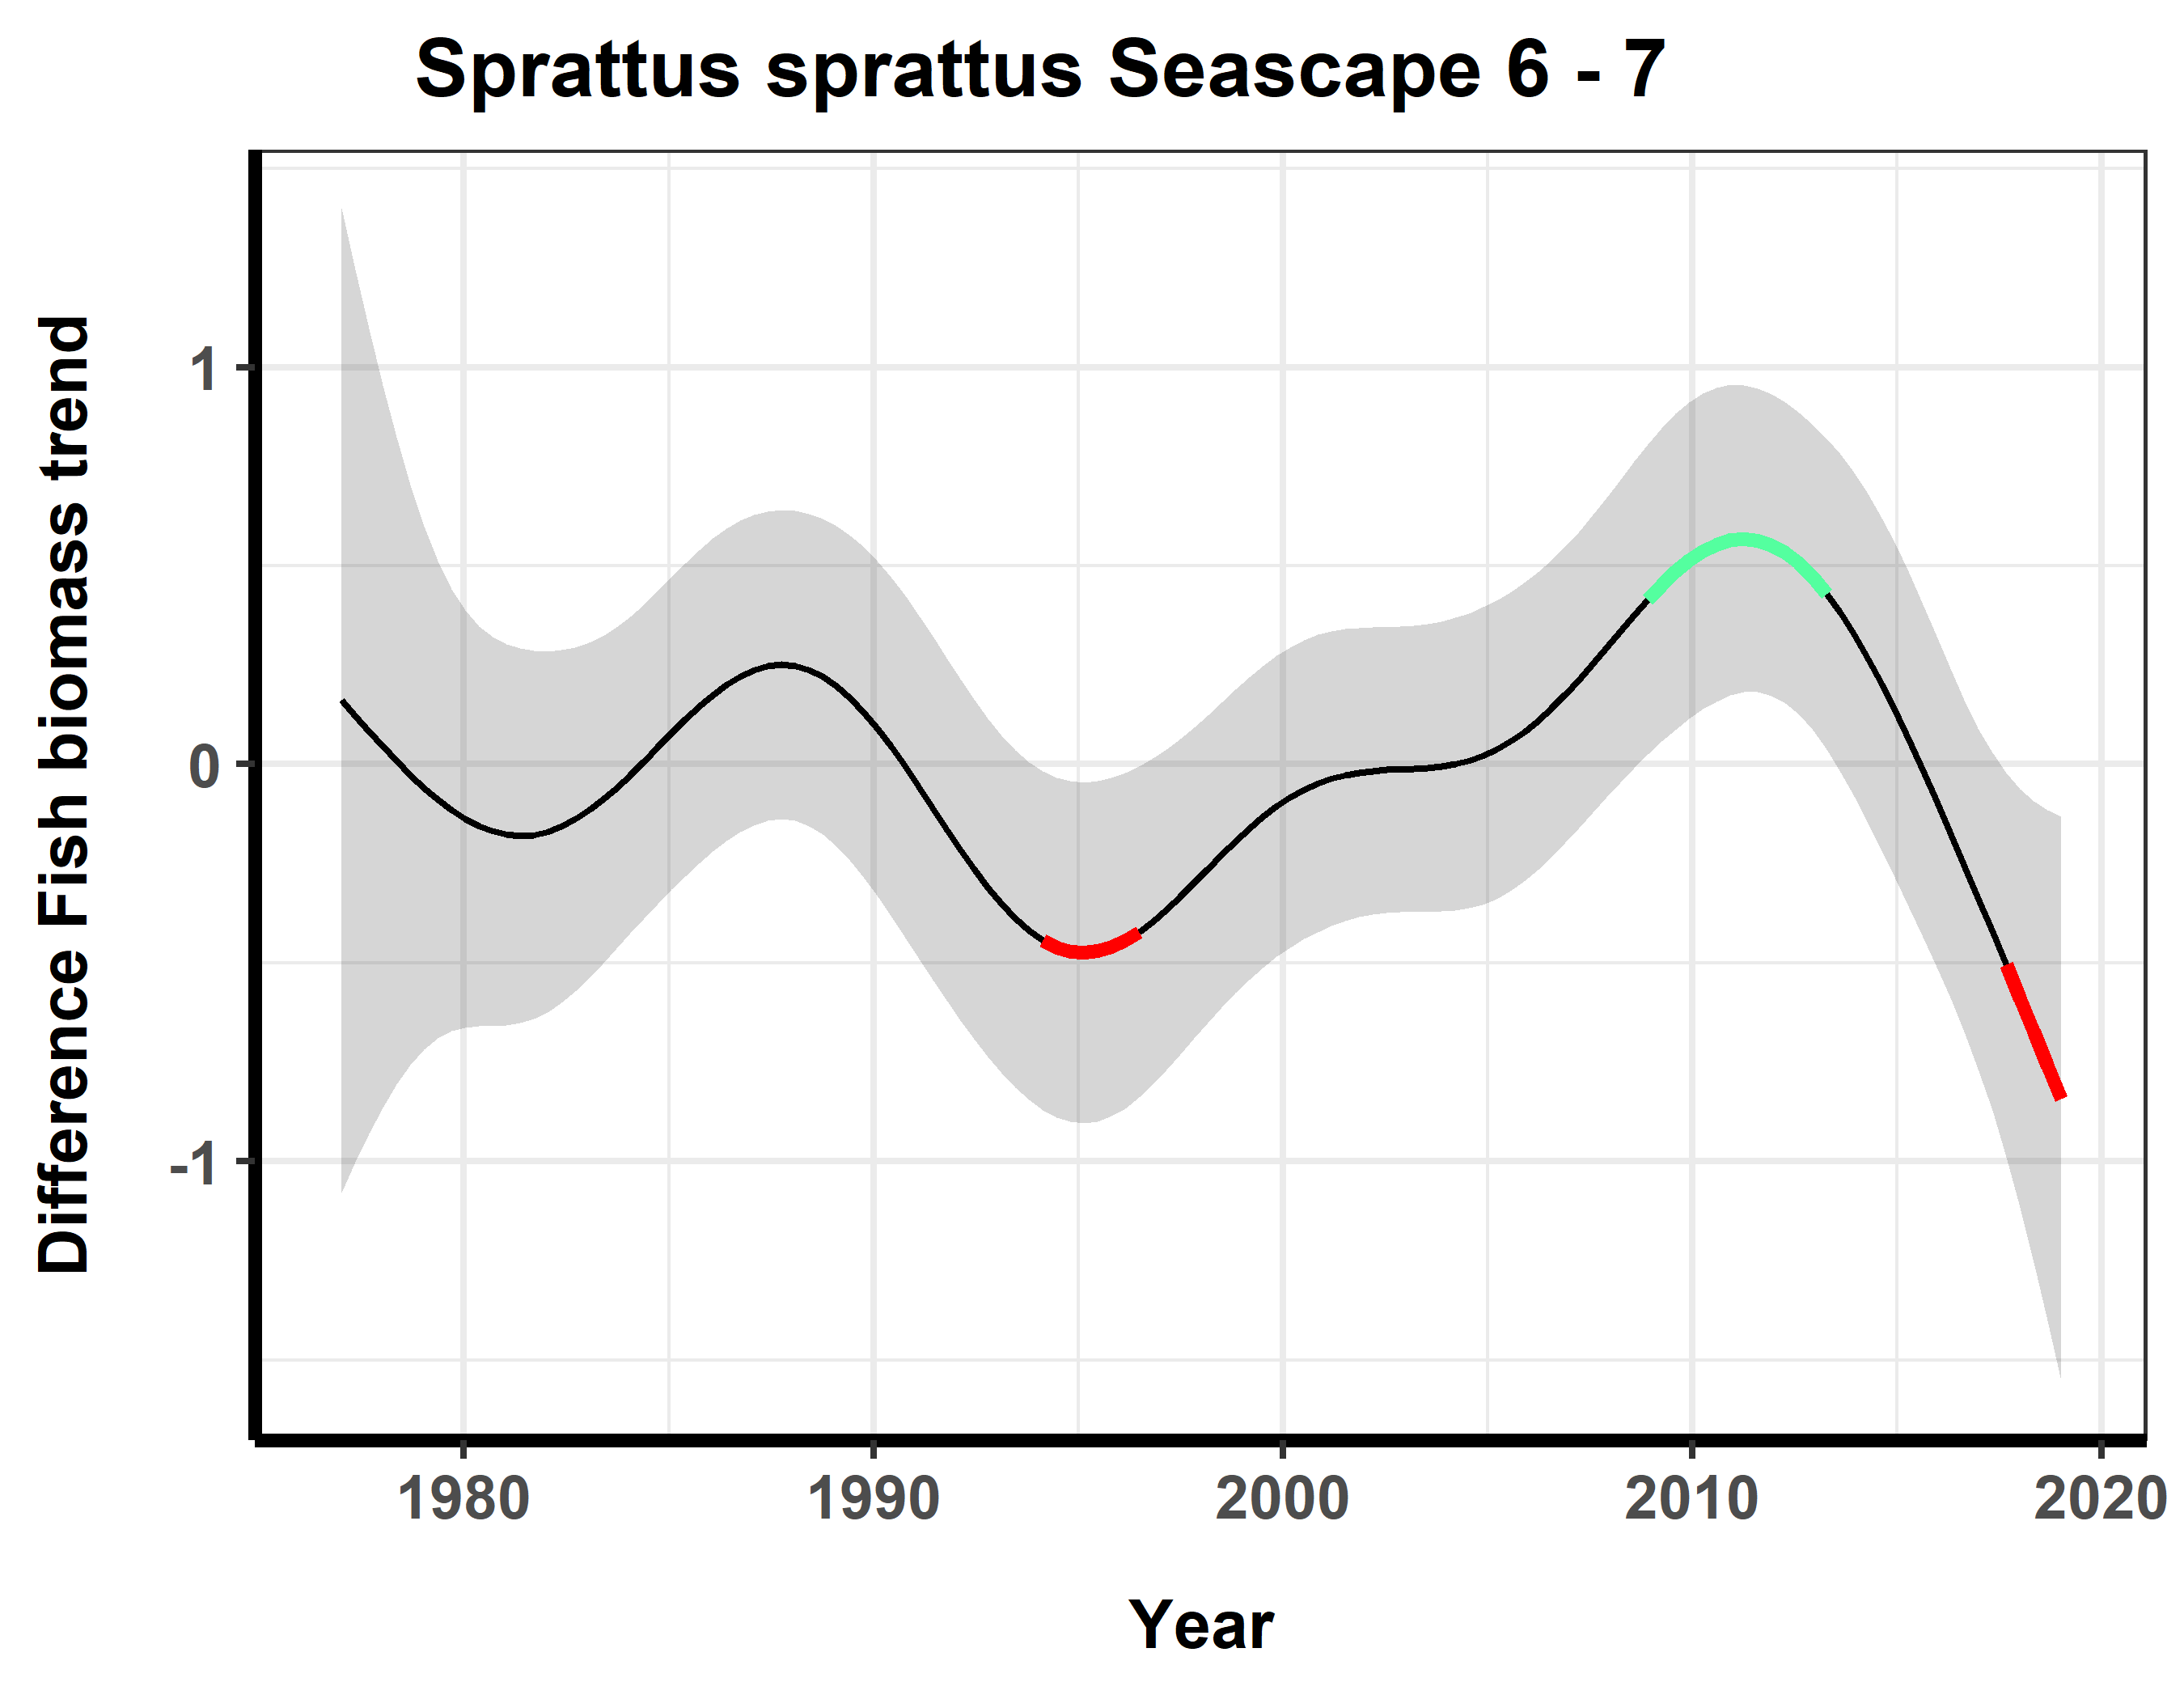 Sprattus sprattus Seascape 6 - 7
Difference Fish biomass trend
1
0
-1
1980 1990 2000 2010 2020
Year